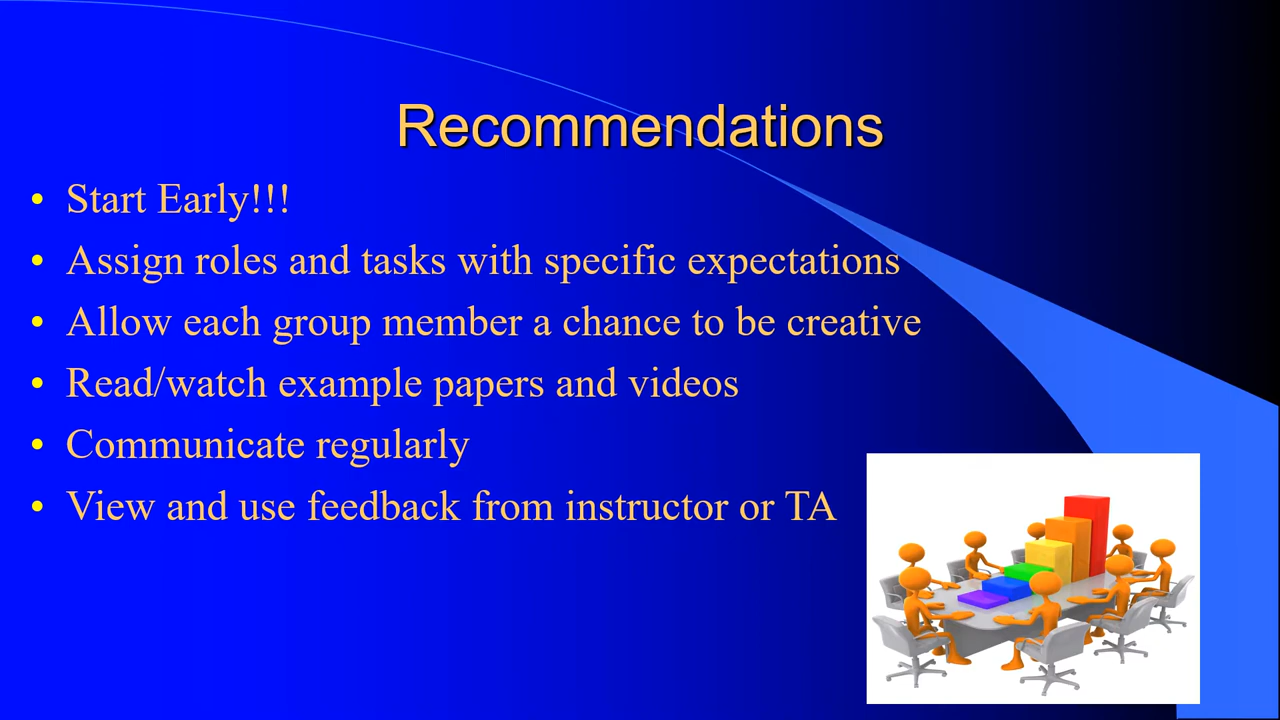 Recommendations
• Start Early!!!
• Assign roles and tasks with specific expectations
• Allow each group member a chance to be creative
• Read/watch example papers and videos
• Communicate regularly
• View and use feedback from instructor or TA